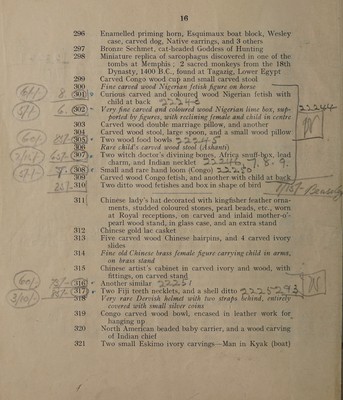 16
296 Enamelled priming horn, Esquimaux boat block, Wesley
case, carved dog, Native earrings, and 3 others
297 Bronze Sechmet, cat-headed Goddess of Hunting
298 Miniature replica of sarcophagus discovered in one of the
tombs at Memphis; 2 sacred monkeys from the 18th
Dynasty, 1400 B.C., found at Tagazig, Lower Egypt
299 Carved Congo wood cup and small carved stool
300 Fine carved wood Nigerian fetish figure on horse
301 Curious carved and coloured wood Nigerian fetish with
child at back
302 Very fine carved and coloured wood Nigerian lime box, sup-
ported by figures, with reclining female and child in centre
303 Carved wood double marriage pillow, and another
304 Carved wood stool, large spoon, and a small wood pillow
305 Two wood food bowls 222 45
306 Rare child's carved wood stool (Ashanti)
307 Two witch doctor's divining bones, Africa snuff-box, lead
charm, and Indian necklet
308 Small and rare hand loom (Congo)
309 Carved wood Congo fetish, and another with child at back
310 Two ditto wood fetishes and box in shape of bird
311 Chinese lady's hat decorated with kingfisher feather orna-
ments, studded coloured stones, pearl beads, etc., worn
at Royal receptions, on carved and inlaid mother-o'-
pearl wood stand, in glass case, and an extra stand
312 Chinese gold lac casket
313 Five carved wood Chinese hairpins, and 4 carved ivory
slides
314 Fine old Chinese brass female figure carrying child in arms,
on brass stand
315 Chinese artist's cabinet in carved ivory and wood, with
fittings, on carved stand
316 Another similar 22251
317 Two Fiji teeth necklets, and a shell ditto
318 Very rare Dervish helmet with two straps behind, entirely
covered with small silver coins
319 Congo carved wood bowl, encased in leather work for
hanging up
320 North American beaded baby carrier, and a wood carving
of Indian chief
321 Two small Eskimo ivory carvings—Man in Kyak (boat)